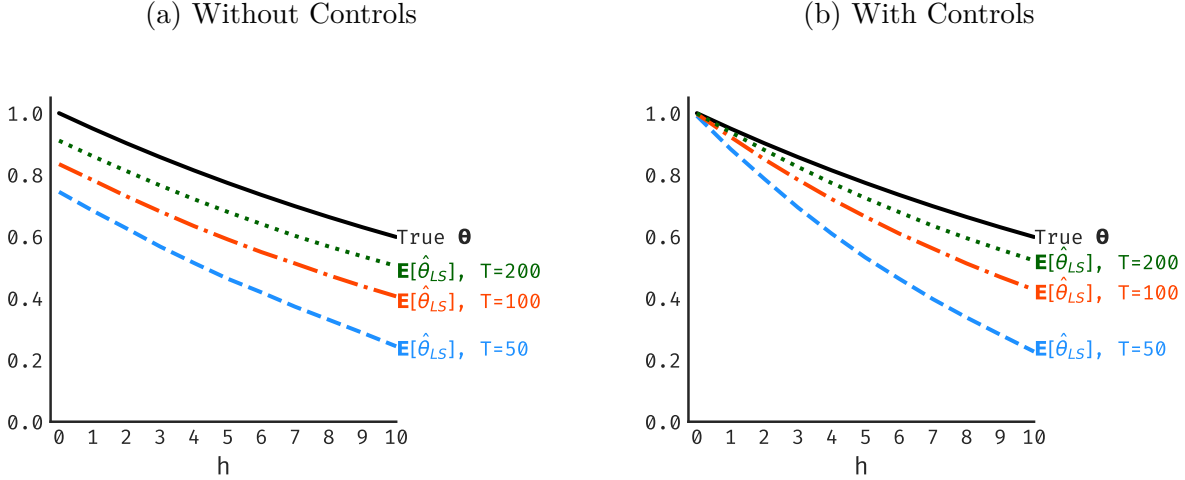 (a) Without Controls
1.0
0.8
0.6
0.4
0.2
0.0
0 1 2 3 4 5 6 7 8 9 10
h
True θ
E[θ̂_LS], T=200
E[θ̂_LS], T=100
E[θ̂_LS], T=50
(b) With Controls
1.0
0.8
0.6
0.4
0.2
0.0
0 1 2 3 4 5 6 7 8 9 10
h
True θ
E[θ̂_LS], T=200
E[θ̂_LS], T=100
E[θ̂_LS], T=50